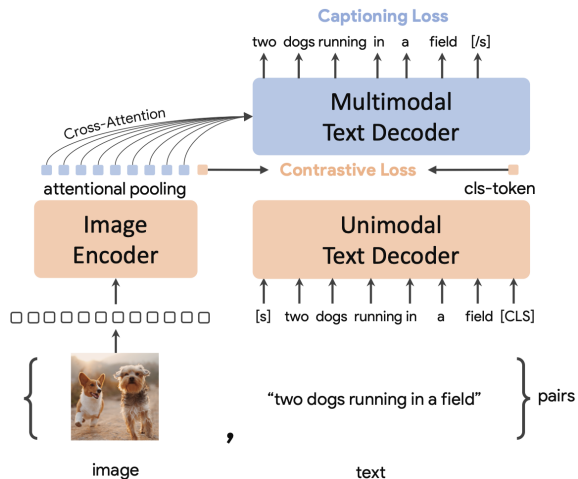 Captioning Loss
two dogs running in a field [/s]
Multimodal
Text Decoder
Cross-Attention
Contrastive Loss
attentional pooling
cls-token
Image
Encoder
Unimodal
Text Decoder
[s] two dogs running in a field [CLS]
“two dogs running in a field”
pairs
,
image
text